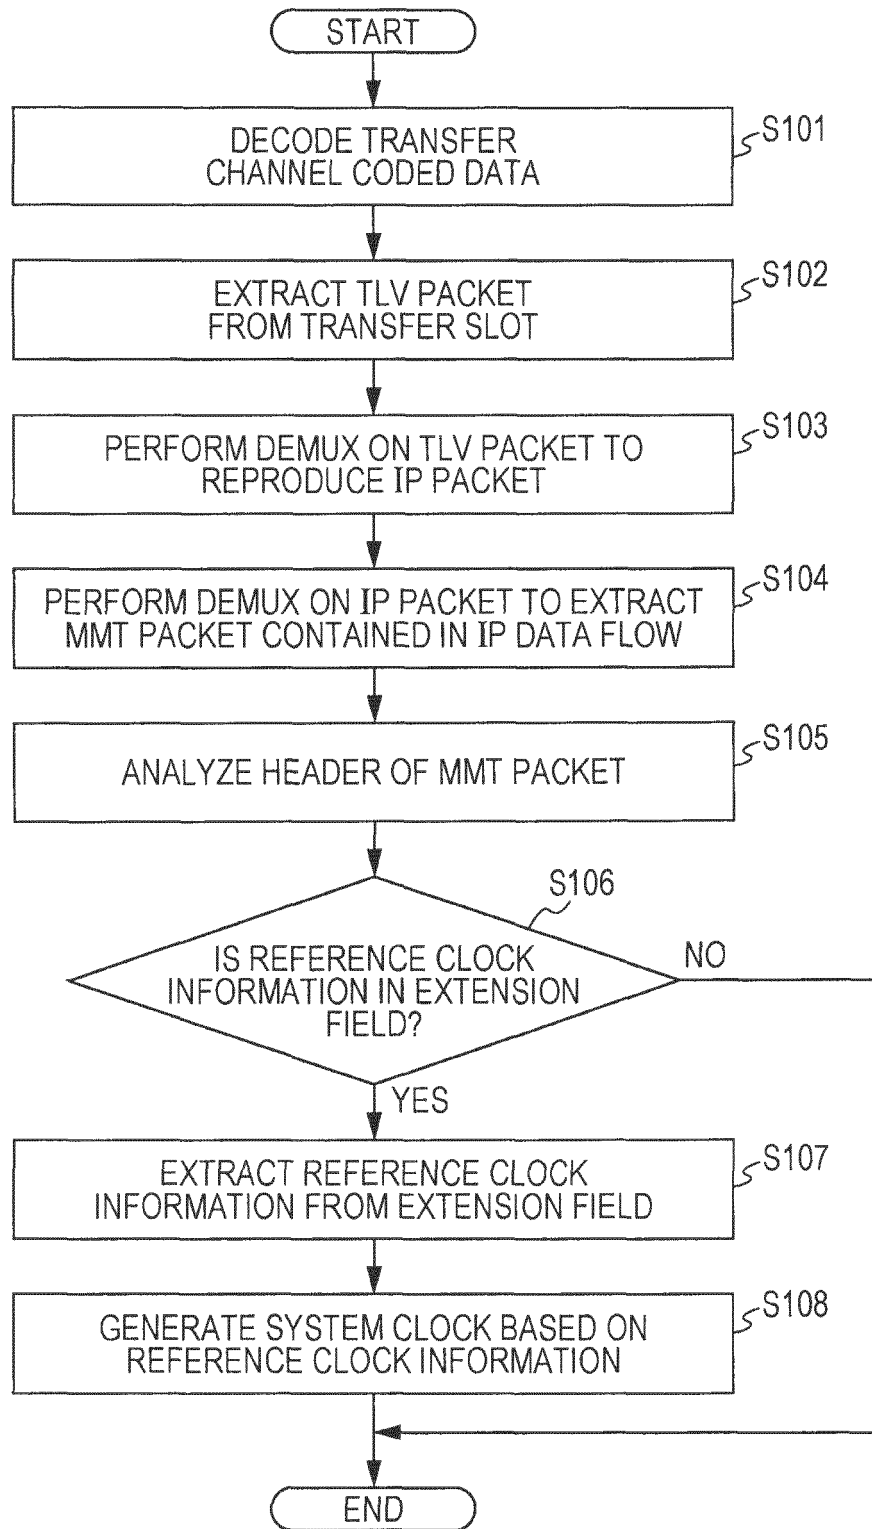 START
DECODE TRANSFER
CHANNEL CODED DATA
S101
EXTRACT TLV PACKET
FROM TRANSFER SLOT
S102
PERFORM DEMUX ON TLV PACKET TO
REPRODUCE IP PACKET
S103
PERFORM DEMUX ON IP PACKET TO EXTRACT
MMT PACKET CONTAINED IN IP DATA FLOW
S104
ANALYZE HEADER OF MMT PACKET
S105
S106
IS REFERENCE CLOCK
INFORMATION IN EXTENSION
FIELD?
NO
YES
EXTRACT REFERENCE CLOCK
INFORMATION FROM EXTENSION FIELD
S107
GENERATE SYSTEM CLOCK BASED ON
REFERENCE CLOCK INFORMATION
S108
END